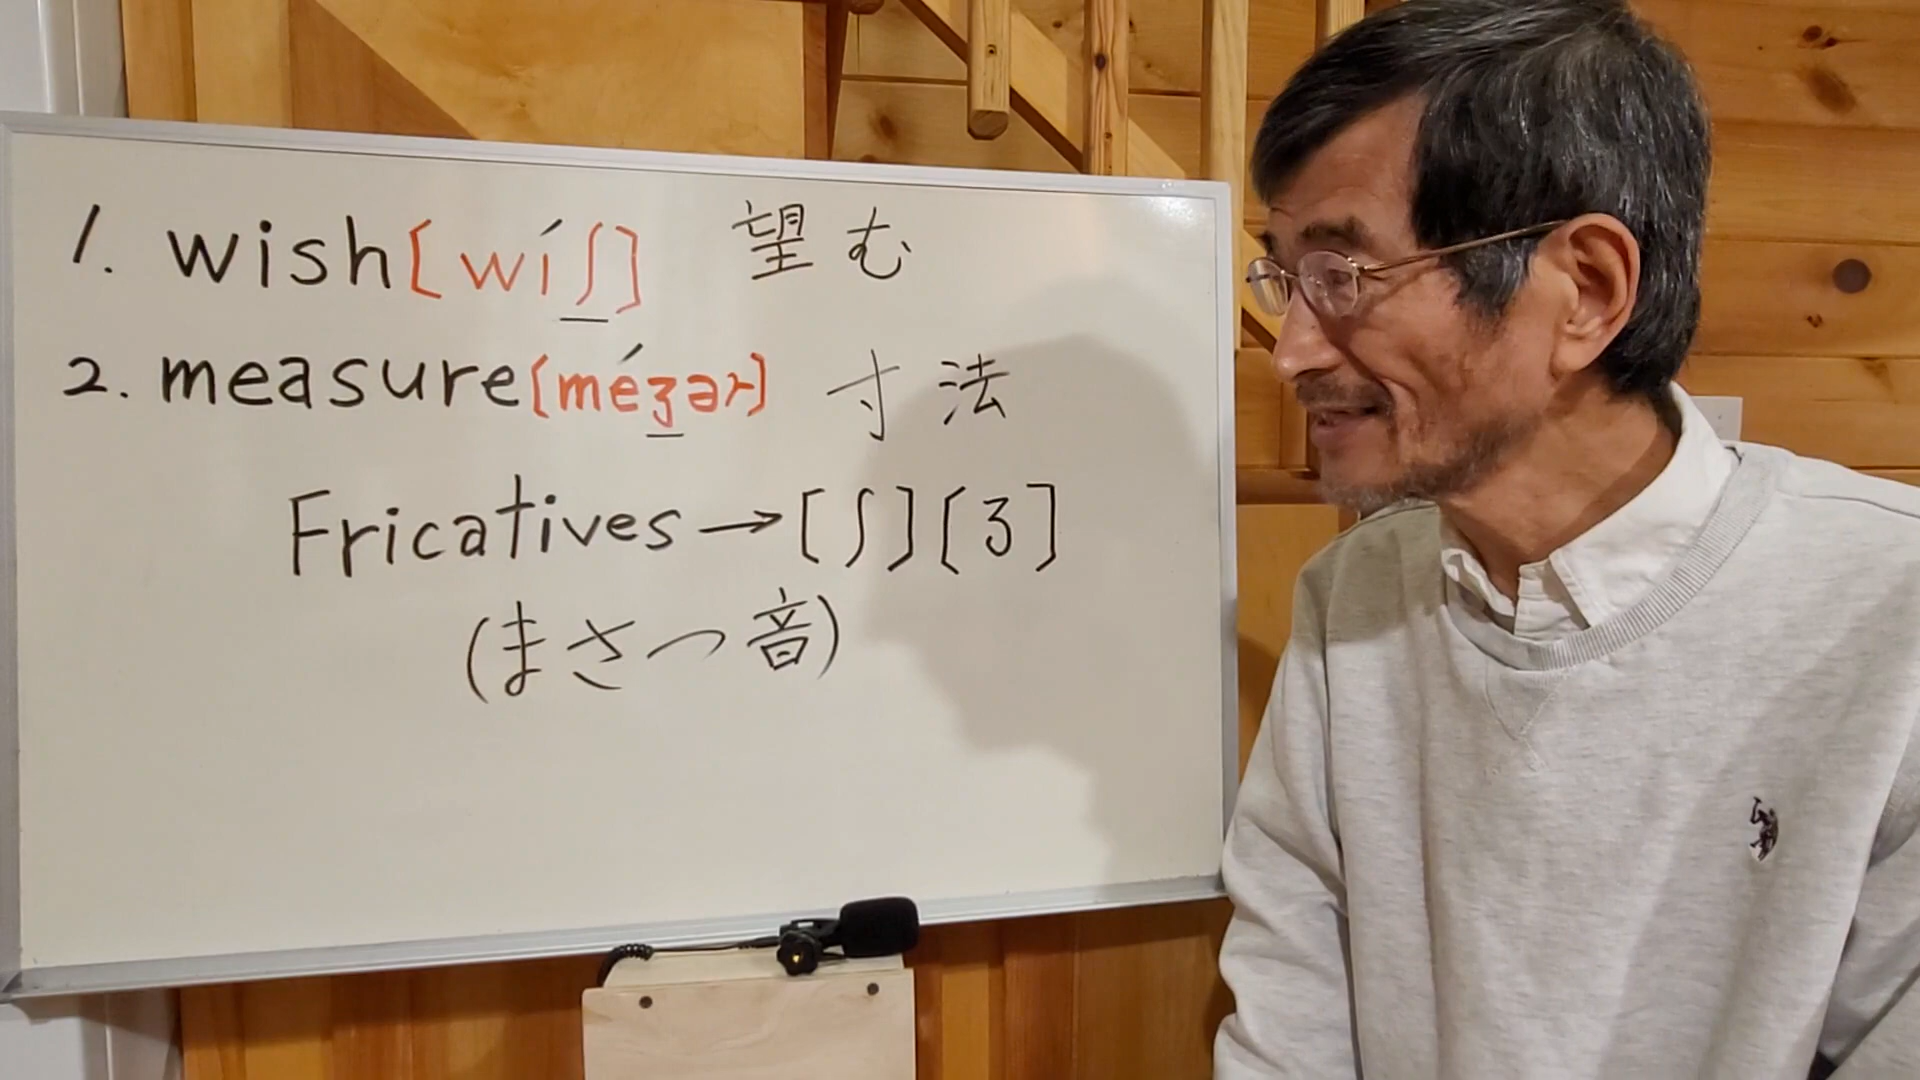 1. wish [wíʃ] 望む
2. measure [méʒər] 寸法
Fricatives → [ʃ] [ʒ]
(まさつ音)